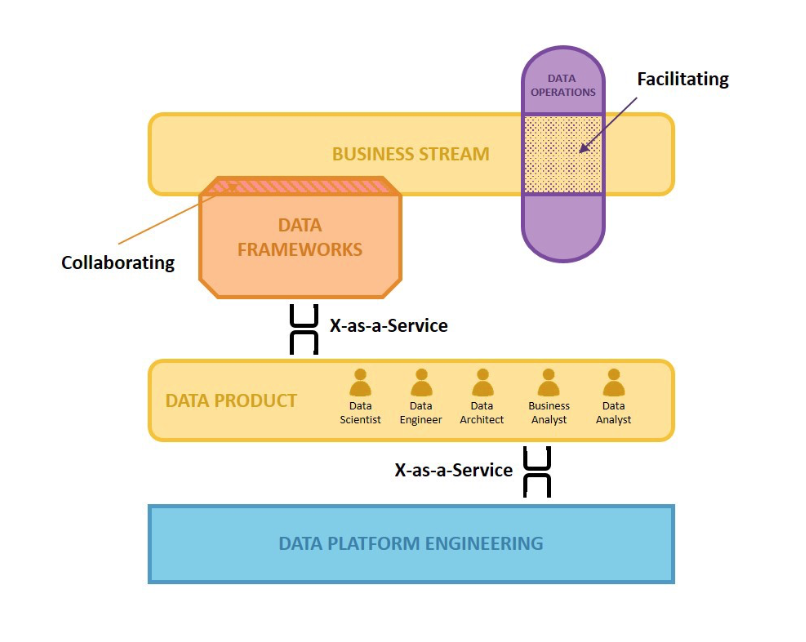 DATA
OPERATIONS
Facilitating
BUSINESS STREAM
DATA
FRAMEWORKS
Collaborating
X-as-a-Service
DATA PRODUCT
Data
Scientist
Data
Engineer
Data
Architect
Business
Analyst
Data
Analyst
X-as-a-Service
DATA PLATFORM ENGINEERING